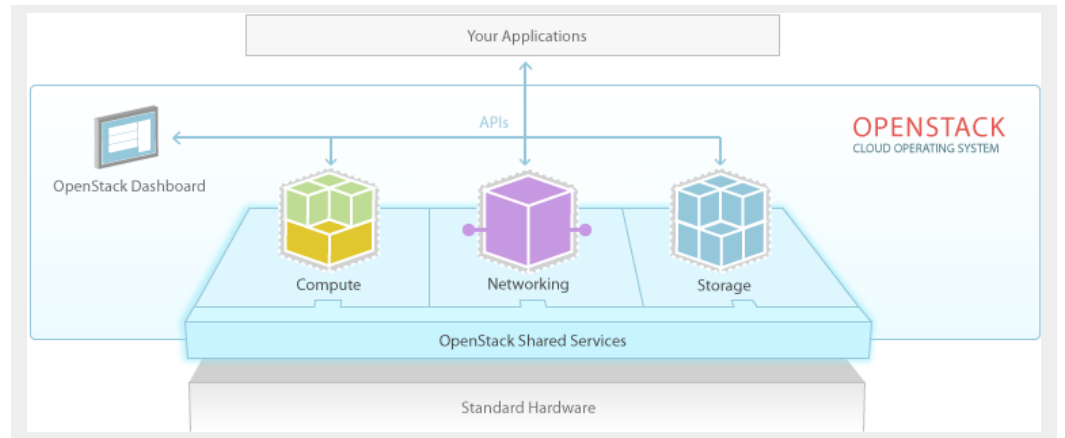 Your Applications
APIs
OPENSTACK
CLOUD OPERATING SYSTEM
OpenStack Dashboard
Compute
Networking
Storage
OpenStack Shared Services
Standard Hardware